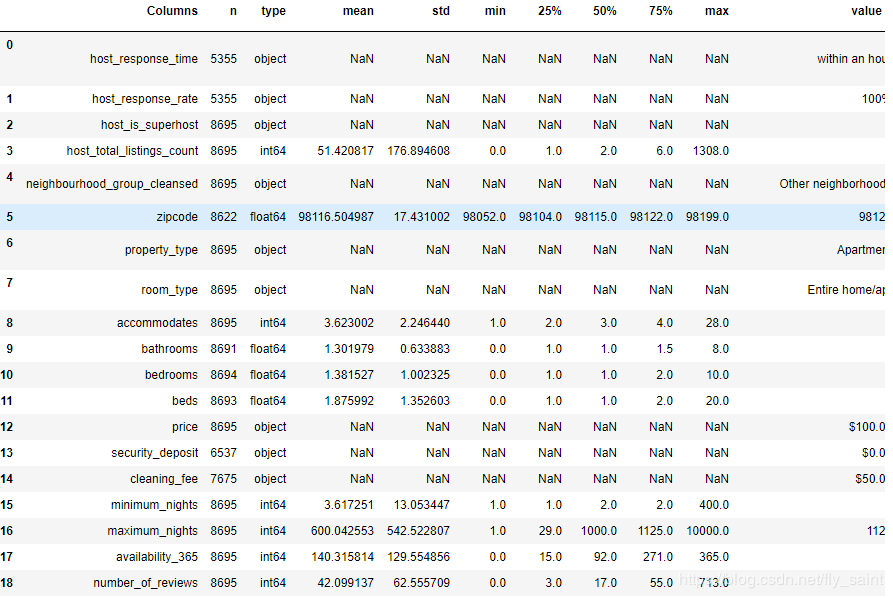 Columns n type mean std min 25% 50% 75% max value
0 host_response_time 5355 object NaN NaN NaN NaN NaN NaN NaN within an hou
1 host_response_rate 5355 object NaN NaN NaN NaN NaN NaN NaN 100%
2 host_is_superhost 8695 object NaN NaN NaN NaN NaN NaN NaN
3 host_total_listings_count 8695 int64 51.420817 176.894608 0.0 1.0 2.0 6.0 1308.0
4 neighbourhood_group_cleansed 8695 object NaN NaN NaN NaN NaN NaN NaN Other neighborhood
5 zipcode 8622 float64 98116.504987 17.431002 98052.0 98104.0 98115.0 98122.0 98199.0 9812
6 property_type 8695 object NaN NaN NaN NaN NaN NaN NaN Apartmen
7 room_type 8695 object NaN NaN NaN NaN NaN NaN NaN Entire home/ap
8 accommodates 8695 int64 3.623002 2.246440 1.0 2.0 3.0 4.0 28.0
9 bathrooms 8691 float64 1.301979 0.633883 0.0 1.0 1.0 1.5 8.0
10 bedrooms 8694 float64 1.381527 1.002325 0.0 1.0 1.0 2.0 10.0
11 beds 8693 float64 1.875992 1.352603 0.0 1.0 1.0 2.0 20.0
12 price 8695 object NaN NaN NaN NaN NaN NaN NaN $100.0
13 security_deposit 6537 object NaN NaN NaN NaN NaN NaN NaN $0.0
14 cleaning_fee 7675 object NaN NaN NaN NaN NaN NaN NaN $50.0
15 minimum_nights 8695 int64 3.617251 13.053447 1.0 1.0 2.0 2.0 400.0
16 maximum_nights 8695 int64 600.042553 542.522807 1.0 29.0 1000.0 1125.0 10000.0 112
17 availability_365 8695 int64 140.315814 129.554856 0.0 15.0 92.0 271.0 365.0
18 number_of_reviews 8695 int64 42.099137 62.555709 0.0 3.0 17.0 55.0 713.0
https://blog.csdn.net/fly_saint